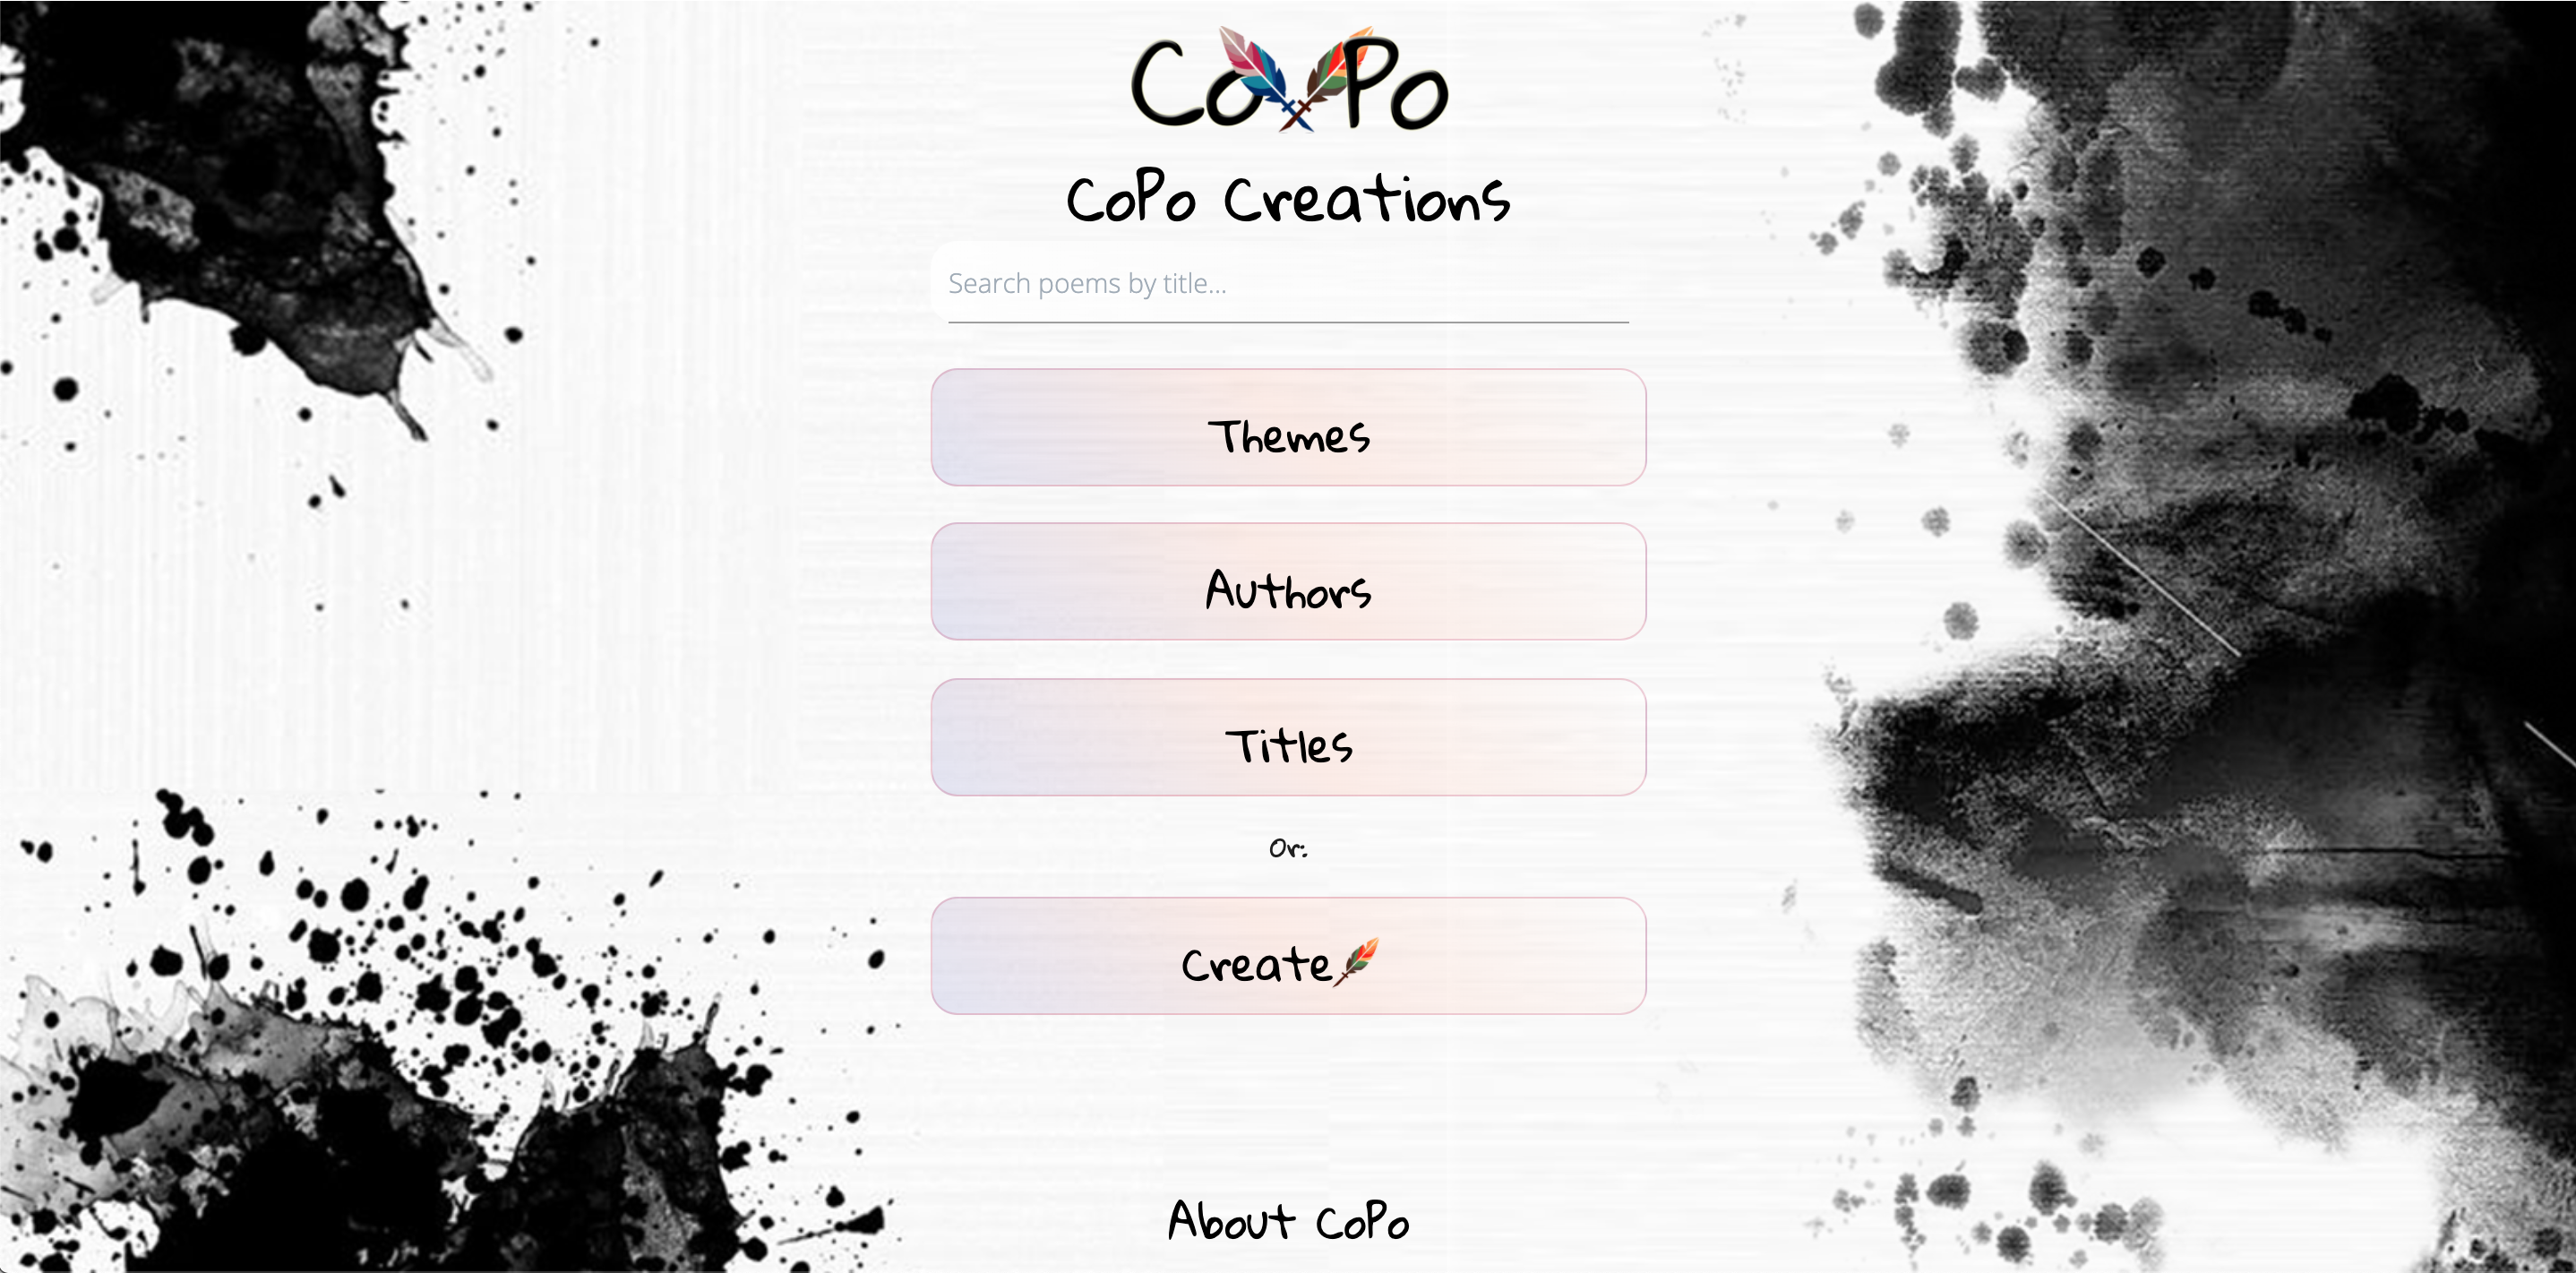 CoPo
CoPo Creations
Search poems by title...
Themes
Authors
Titles
Or:
Create
About CoPo